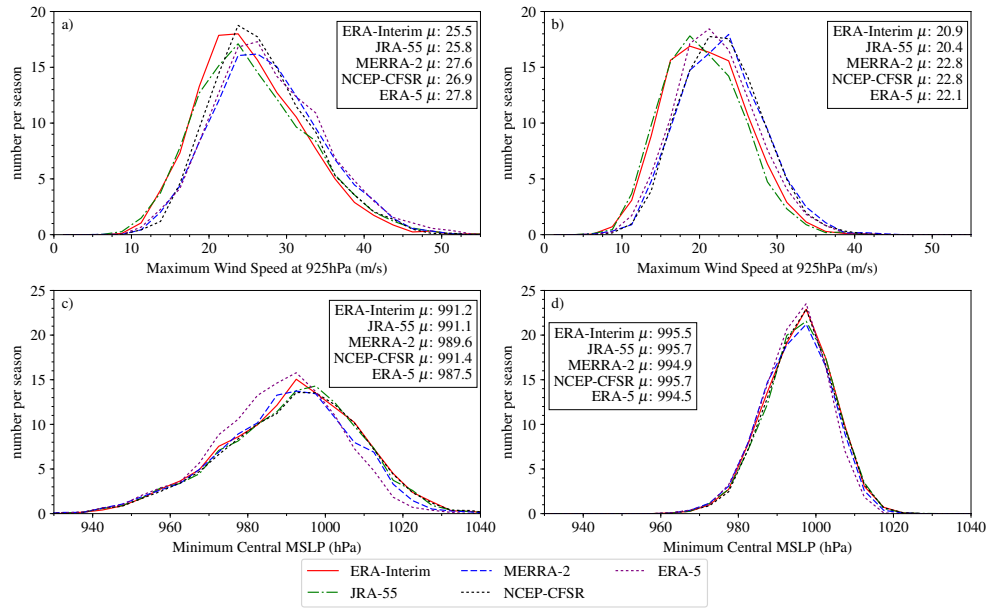 a)
ERA-Interim μ: 25.5
JRA-55 μ: 25.8
MERRA-2 μ: 27.6
NCEP-CFSR μ: 26.9
ERA-5 μ: 27.8
20
15
10
5
0
number per season
0 10 20 30 40 50
Maximum Wind Speed at 925hPa (m/s)
b)
ERA-Interim μ: 20.9
JRA-55 μ: 20.4
MERRA-2 μ: 22.8
NCEP-CFSR μ: 22.8
ERA-5 μ: 22.1
20
15
10
5
0
number per season
0 10 20 30 40 50
Maximum Wind Speed at 925hPa (m/s)
c)
ERA-Interim μ: 991.2
JRA-55 μ: 991.1
MERRA-2 μ: 989.6
NCEP-CFSR μ: 991.4
ERA-5 μ: 987.5
25
20
15
10
5
0
number per season
940 960 980 1000 1020 1040
Minimum Central MSLP (hPa)
d)
ERA-Interim μ: 995.5
JRA-55 μ: 995.7
MERRA-2 μ: 994.9
NCEP-CFSR μ: 995.7
ERA-5 μ: 994.5
25
20
15
10
5
0
number per season
940 960 980 1000 1020 1040
Minimum Central MSLP (hPa)
ERA-Interim MERRA-2 ERA-5
JRA-55 NCEP-CFSR